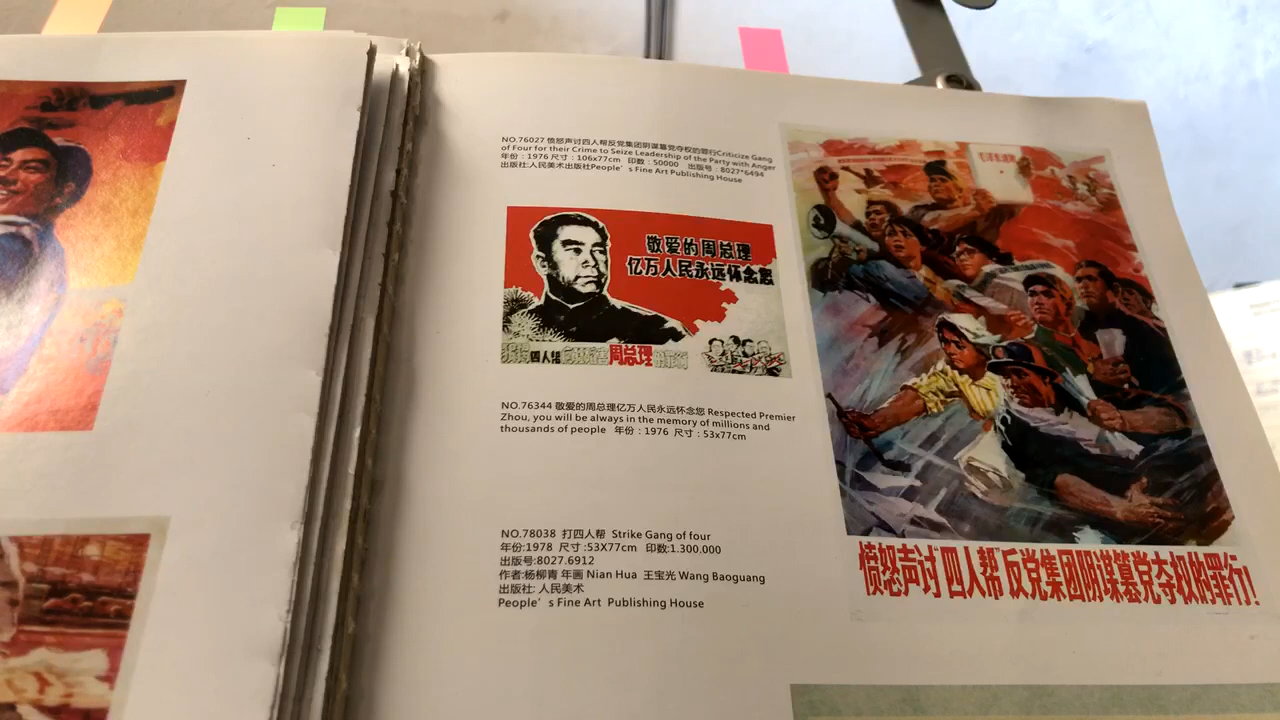 NO.76027 愤怒声讨四人帮反党集团阴谋篡党夺权的罪行Criticize Gang
of Four for their Crime to Seize Leadership of the Party with Anger
年份：1976 尺寸：106x77cm 印数：50000 出版号：8027*6494
出版社:人民美术出版社People's Fine Art Publishing House
敬爱的周总理
亿万人民永远怀念您
四人帮
周总理
NO.76344 敬爱的周总理亿万人民永远怀念您 Respected Premier
Zhou, you will be always in the memory of millions and
thousands of people 年份：1976 尺寸：53x77cm
NO.78038 打四人帮 Strike Gang of four
年份:1978 尺寸:53X77cm 印数:1.300.000
出版号:8027.6912
作者:杨柳青 年画 Nian Hua 王宝光 Wang Baoguang
出版社: 人民美术
People's Fine Art Publishing House
愤怒声讨"四人帮"反党集团阴谋篡党夺权的罪行!